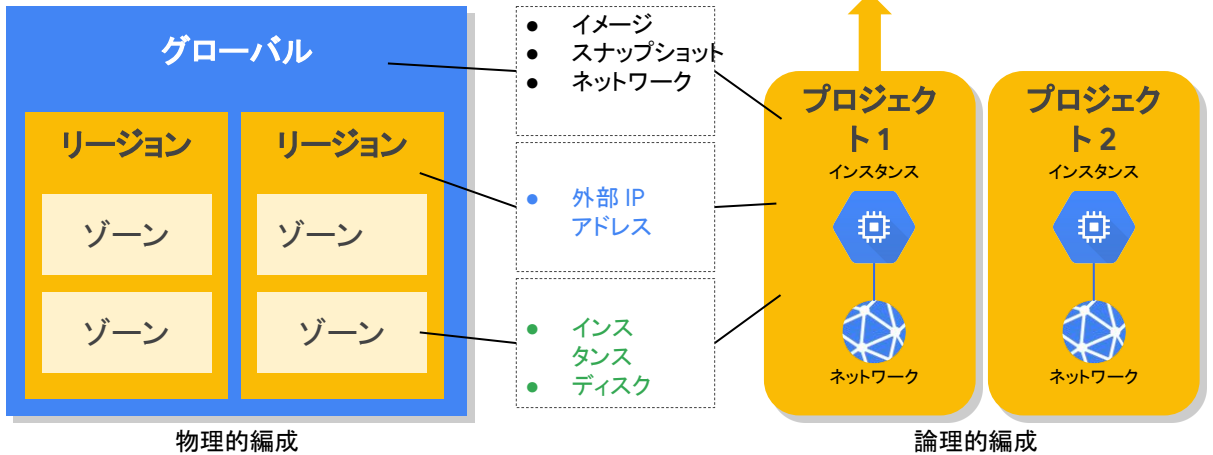 グローバル
リージョン
ゾーン
ゾーン
リージョン
ゾーン
ゾーン
物理的編成
● イメージ
● スナップショット
● ネットワーク
● 外部 IP
アドレス
● インス
タンス
● ディスク
プロジェク
ト 1
インスタンス
ネットワーク
プロジェク
ト 2
インスタンス
ネットワーク
論理的編成